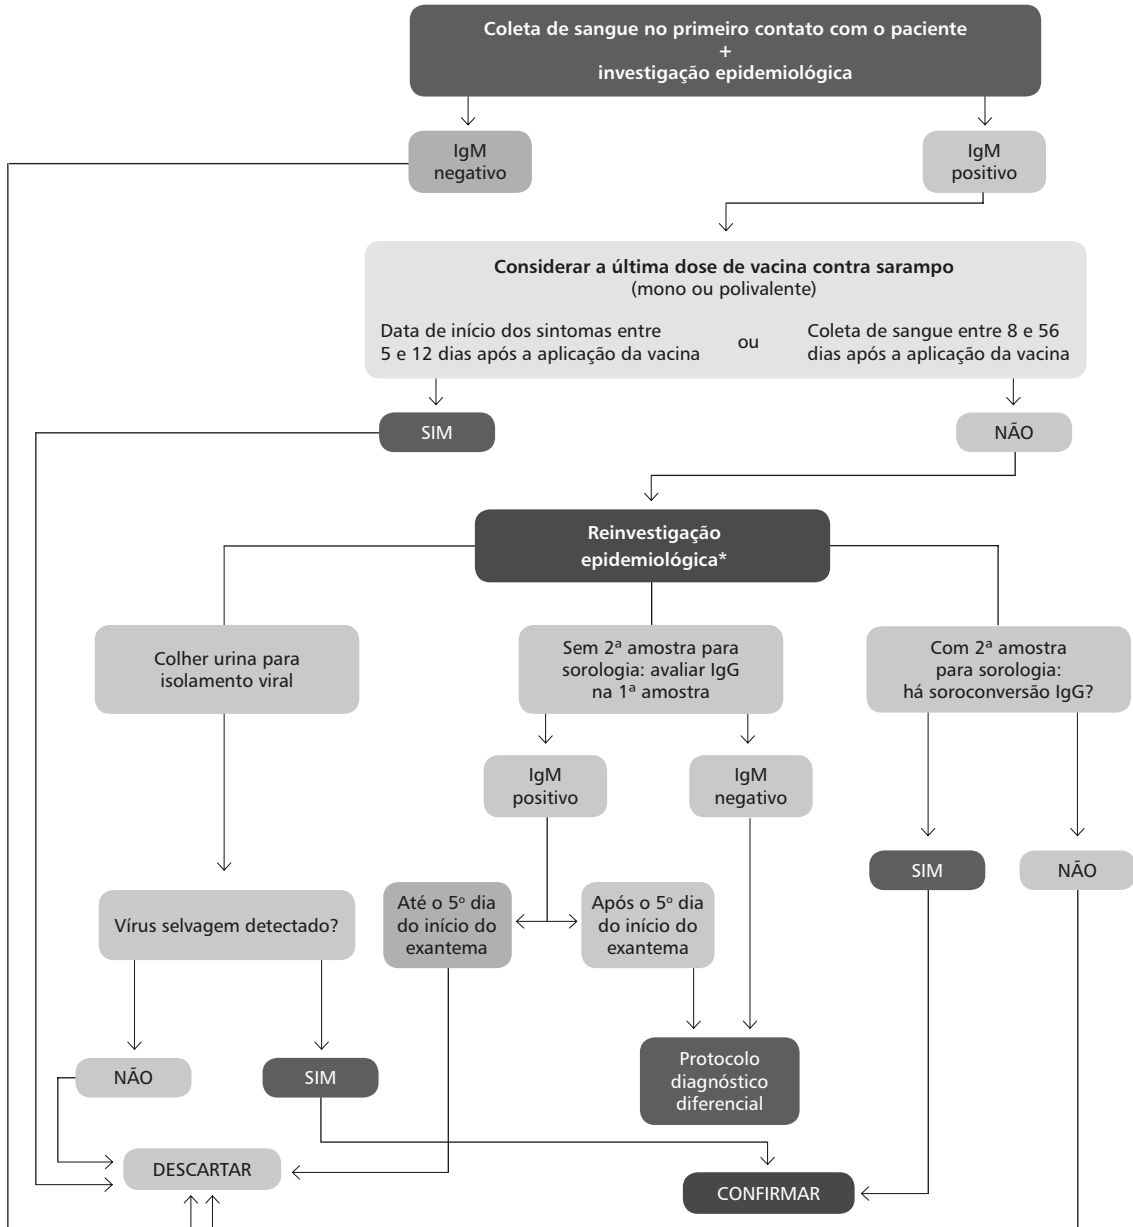 Coleta de sangue no primeiro contato com o paciente
+
investigação epidemiológica
IgM
negativo
IgM
positivo
Considerar a última dose de vacina contra sarampo
(mono ou polivalente)
Data de início dos sintomas entre
5 e 12 dias após a aplicação da vacina
ou
Coleta de sangue entre 8 e 56
dias após a aplicação da vacina
SIM
NÃO
Reinvestigação
epidemiológica*
Colher urina para
isolamento viral
Sem 2ª amostra para
sorologia: avaliar IgG
na 1ª amostra
Com 2ª amostra
para sorologia:
há soroconversão IgG?
IgM
positivo
IgM
negativo
SIM
NÃO
Vírus selvagem detectado?
Até o 5º dia
do início do
exantema
Após o 5º dia
do início do
exantema
NÃO
SIM
Protocolo
diagnóstico
diferencial
DESCARTAR
CONFIRMAR